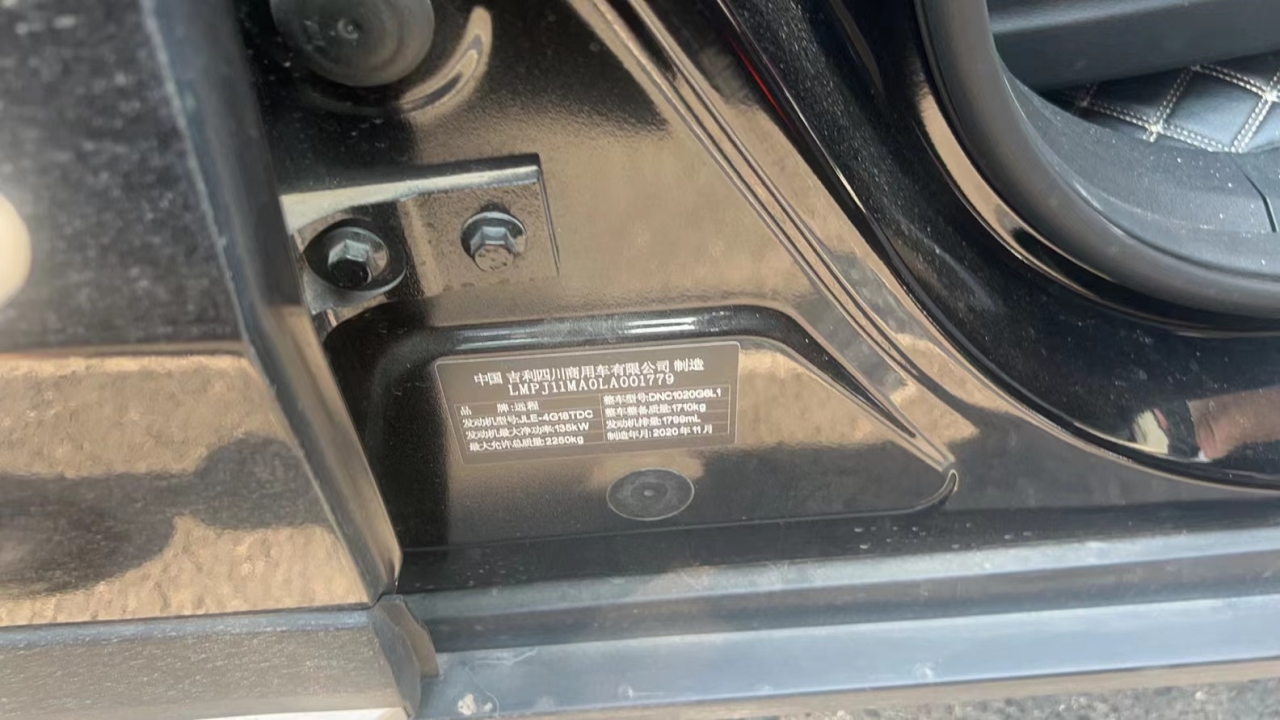 中国 吉利四川商用车有限公司 制造
LMPJ11MA0LA001779
品 牌:远程 整车型号:DNC1020G6L1
发动机型号:JLE-4G18TDC 整车整备质量:1710kg
发动机最大净功率:135kW 发动机排量:1799mL
最大允许总质量:2250kg 制造年月:2020年11月